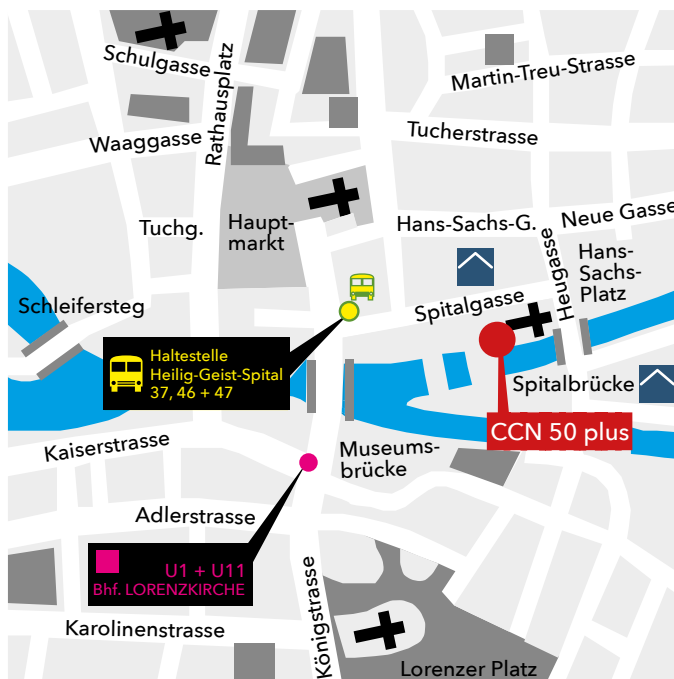 Schulgasse
Rathausplatz
Martin-Treu-Strasse
Waaggasse
Tucherstrasse
Tuchg.
Haupt-
markt
Hans-Sachs-G.
Neue Gasse
Heugasse
Hans-
Sachs-
Platz
Schleifersteg
Spitalgasse
Haltestelle
Heilig-Geist-Spital
37, 46 + 47
Spitalbrücke
CCN 50 plus
Kaiserstrasse
Museums-
brücke
Adlerstrasse
U1 + U11
Bhf. LORENZKIRCHE
Königstrasse
Karolinenstrasse
Lorenzer Platz